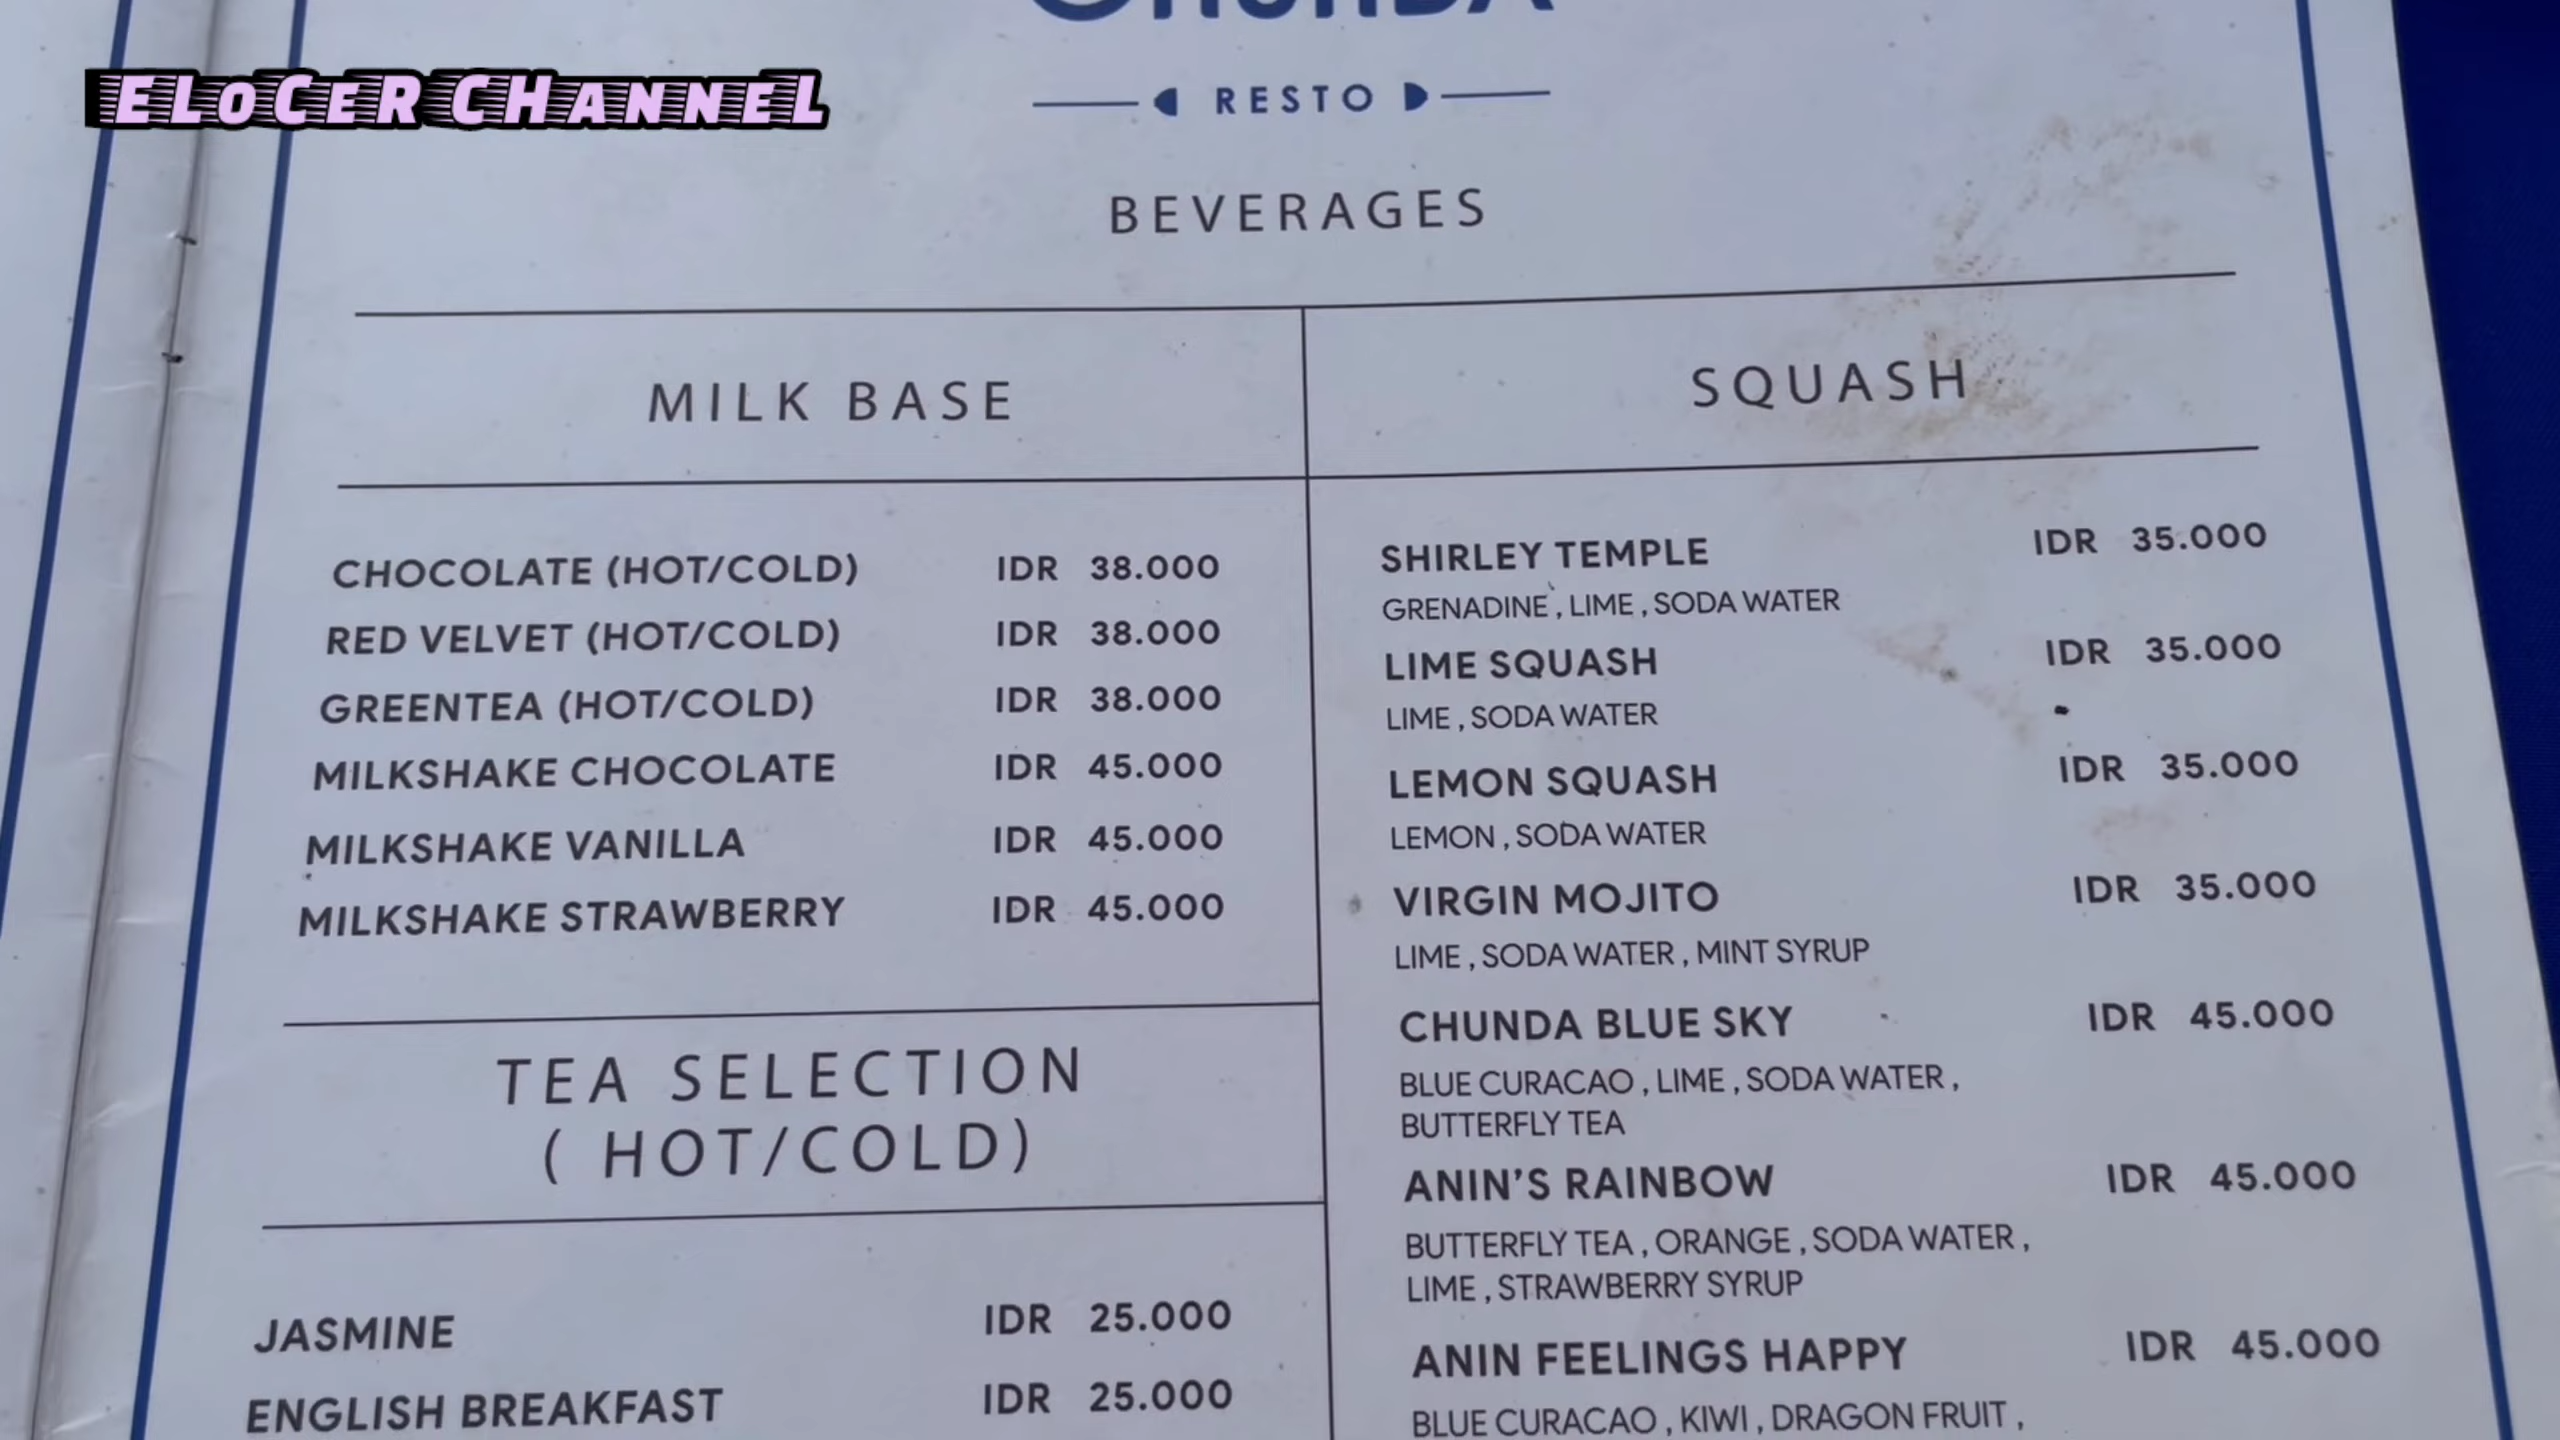 ELoCeR CHaNNeL
CHUNDA
RESTO
BEVERAGES
MILK BASE
CHOCOLATE (HOT/COLD) IDR 38.000
RED VELVET (HOT/COLD) IDR 38.000
GREENTEA (HOT/COLD) IDR 38.000
MILKSHAKE CHOCOLATE IDR 45.000
MILKSHAKE VANILLA IDR 45.000
MILKSHAKE STRAWBERRY IDR 45.000
TEA SELECTION
( HOT/COLD)
JASMINE IDR 25.000
ENGLISH BREAKFAST IDR 25.000
SQUASH
SHIRLEY TEMPLE IDR 35.000
GRENADINE , LIME , SODA WATER
LIME SQUASH IDR 35.000
LIME , SODA WATER
LEMON SQUASH IDR 35.000
LEMON , SODA WATER
VIRGIN MOJITO IDR 35.000
LIME , SODA WATER , MINT SYRUP
CHUNDA BLUE SKY IDR 45.000
BLUE CURACAO , LIME , SODA WATER ,
BUTTERFLY TEA
ANIN'S RAINBOW IDR 45.000
BUTTERFLY TEA , ORANGE , SODA WATER ,
LIME , STRAWBERRY SYRUP
ANIN FEELINGS HAPPY IDR 45.000
BLUE CURACAO , KIWI , DRAGON FRUIT ,